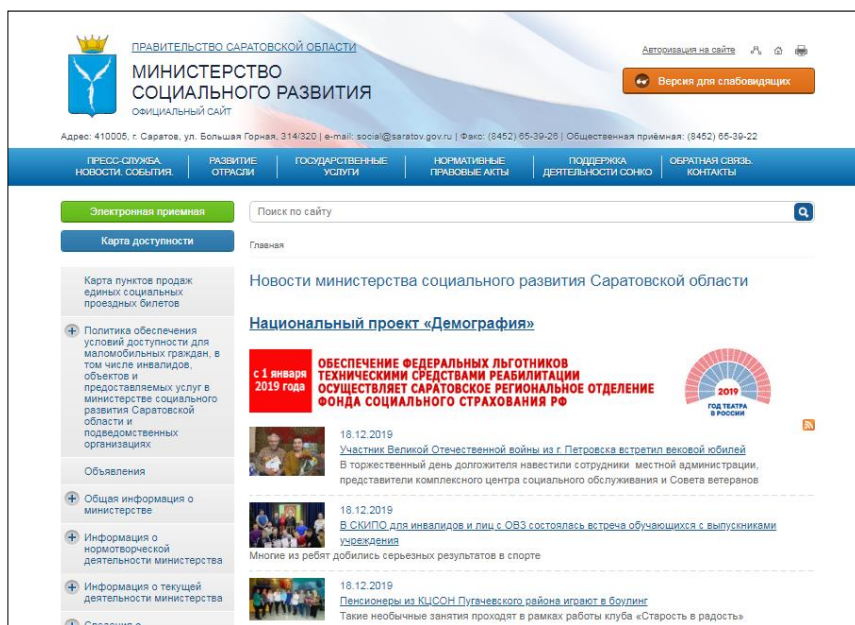 ПРАВИТЕЛЬСТВО САРАТОВСКОЙ ОБЛАСТИ
МИНИСТЕРСТВО
СОЦИАЛЬНОГО РАЗВИТИЯ
ОФИЦИАЛЬНЫЙ САЙТ
Авторизация на сайте
Версия для слабовидящих
Адрес: 410005, г. Саратов, ул. Большая Горная, 314/320 | e-mail: social@saratov.gov.ru | Факс: (8452) 65-39-26 | Общественная приёмная: (8452) 65-39-22
ПРЕСС-СЛУЖБА.
НОВОСТИ. СОБЫТИЯ.
РАЗВИТИЕ
ОТРАСЛИ
ГОСУДАРСТВЕННЫЕ
УСЛУГИ
НОРМАТИВНЫЕ
ПРАВОВЫЕ АКТЫ
ПОДДЕРЖКА
ДЕЯТЕЛЬНОСТИ СОНКО
ОБРАТНАЯ СВЯЗЬ.
КОНТАКТЫ
Электронная приемная
Карта доступности
Поиск по сайту
Главная
Карта пунктов продаж
единых социальных
проездных билетов
Политика обеспечения
условий доступности для
маломобильных граждан, в
том числе инвалидов,
объектов и
предоставляемых услуг в
министерстве социального
развития Саратовской
области и
подведомственных
организациях
Объявления
Общая информация о
министерстве
Информация о
нормотворческой
деятельности министерства
Информация о текущей
деятельности министерства
Сведения о
Новости министерства социального развития Саратовской области
Национальный проект «Демография»
с 1 января
2019 года
ОБЕСПЕЧЕНИЕ ФЕДЕРАЛЬНЫХ ЛЬГОТНИКОВ
ТЕХНИЧЕСКИМИ СРЕДСТВАМИ РЕАБИЛИТАЦИИ
ОСУЩЕСТВЛЯЕТ САРАТОВСКОЕ РЕГИОНАЛЬНОЕ ОТДЕЛЕНИЕ
ФОНДА СОЦИАЛЬНОГО СТРАХОВАНИЯ РФ
2019
ГОД ТЕАТРА
В РОССИИ
18.12.2019
Участник Великой Отечественной войны из г. Петровска встретил вековой юбилей
В торжественный день долгожителя навестили сотрудники местной администрации,
представители комплексного центра социального обслуживания и Совета ветеранов
18.12.2019
В СКИПО для инвалидов и лиц с ОВЗ состоялась встреча обучающихся с выпускниками
учреждения
Многие из ребят добились серьезных результатов в спорте
18.12.2019
Пенсионеры из КЦСОН Пугачевского района играют в боулинг
Такие необычные занятия проходят в рамках работы клуба «Старость в радость»